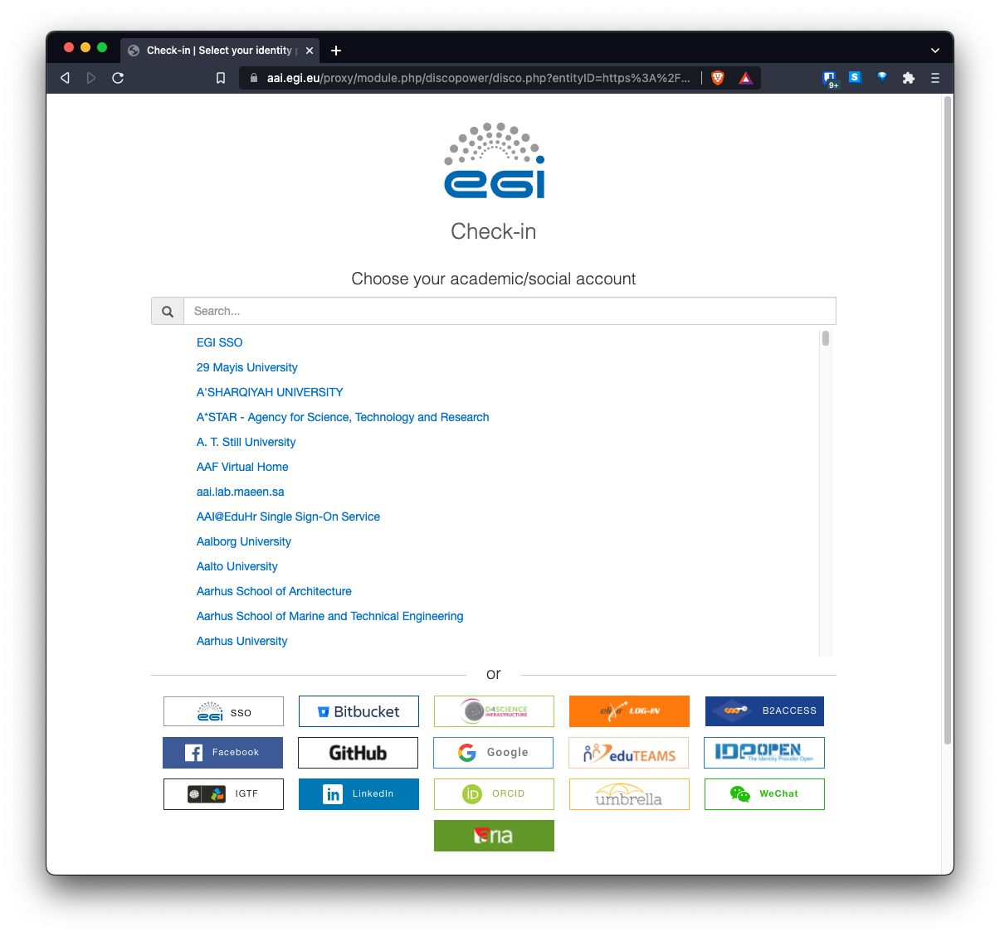 Check-in | Select your identity p
aai.egi.eu/proxy/module.php/discopower/disco.php?entityID=https%3A%2F...
9+
S
egi
Check-in
Choose your academic/social account
Search...
EGI SSO
29 Mayis University
A'SHARQIYAH UNIVERSITY
A*STAR - Agency for Science, Technology and Research
A. T. Still University
AAF Virtual Home
aai.lab.maeen.sa
AAI@EduHr Single Sign-On Service
Aalborg University
Aalto University
Aarhus School of Architecture
Aarhus School of Marine and Technical Engineering
Aarhus University
or
egi SSO
Bitbucket
D4SCIENCE INFRASTRUCTURE
elixir LOG-IN
B2ACCESS
Facebook
GitHub
Google
eduTEAMS
IDPOPEN The Identity Provider Open
IGTF
in LinkedIn
iD ORCID
umbrella
WeChat
aria